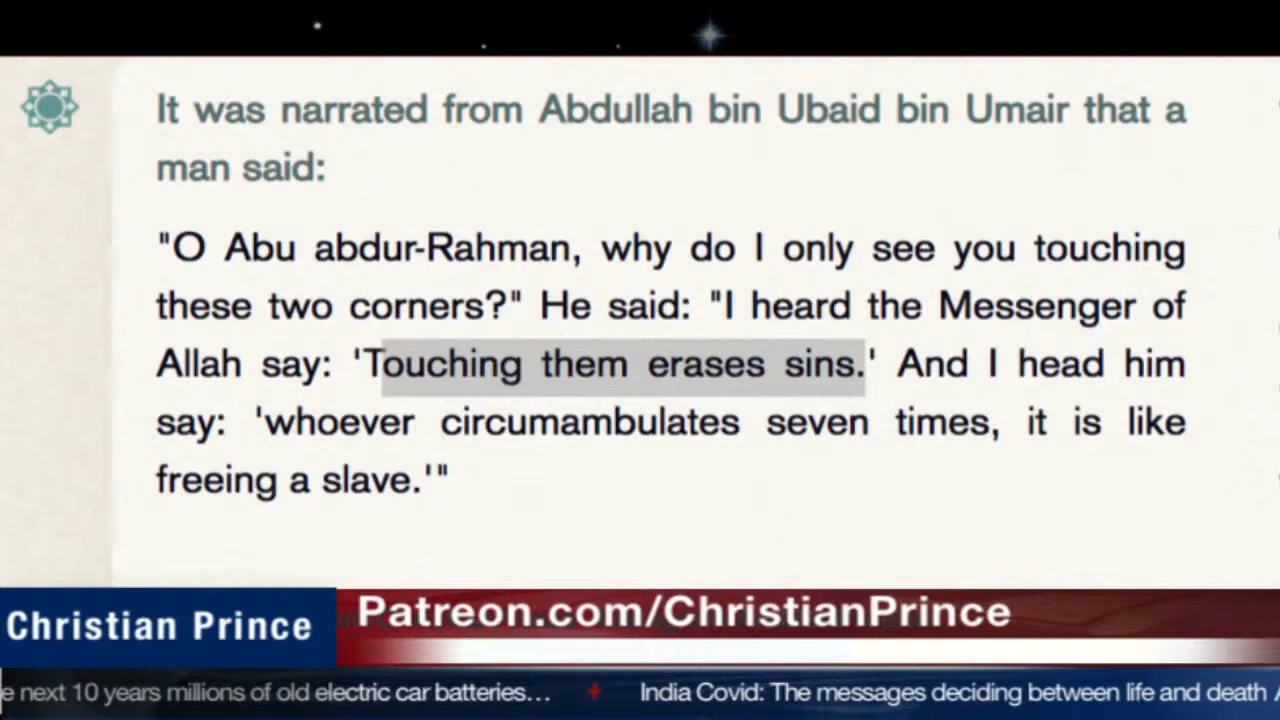 It was narrated from Abdullah bin Ubaid bin Umair that a
man said:
"O Abu abdur-Rahman, why do I only see you touching
these two corners?" He said: "I heard the Messenger of
Allah say: 'Touching them erases sins.' And I head him
say: 'whoever circumambulates seven times, it is like
freeing a slave.'"
Christian Prince
Patreon.com/ChristianPrince
e next 10 years millions of old electric car batteries...
India Covid: The messages deciding between life and death